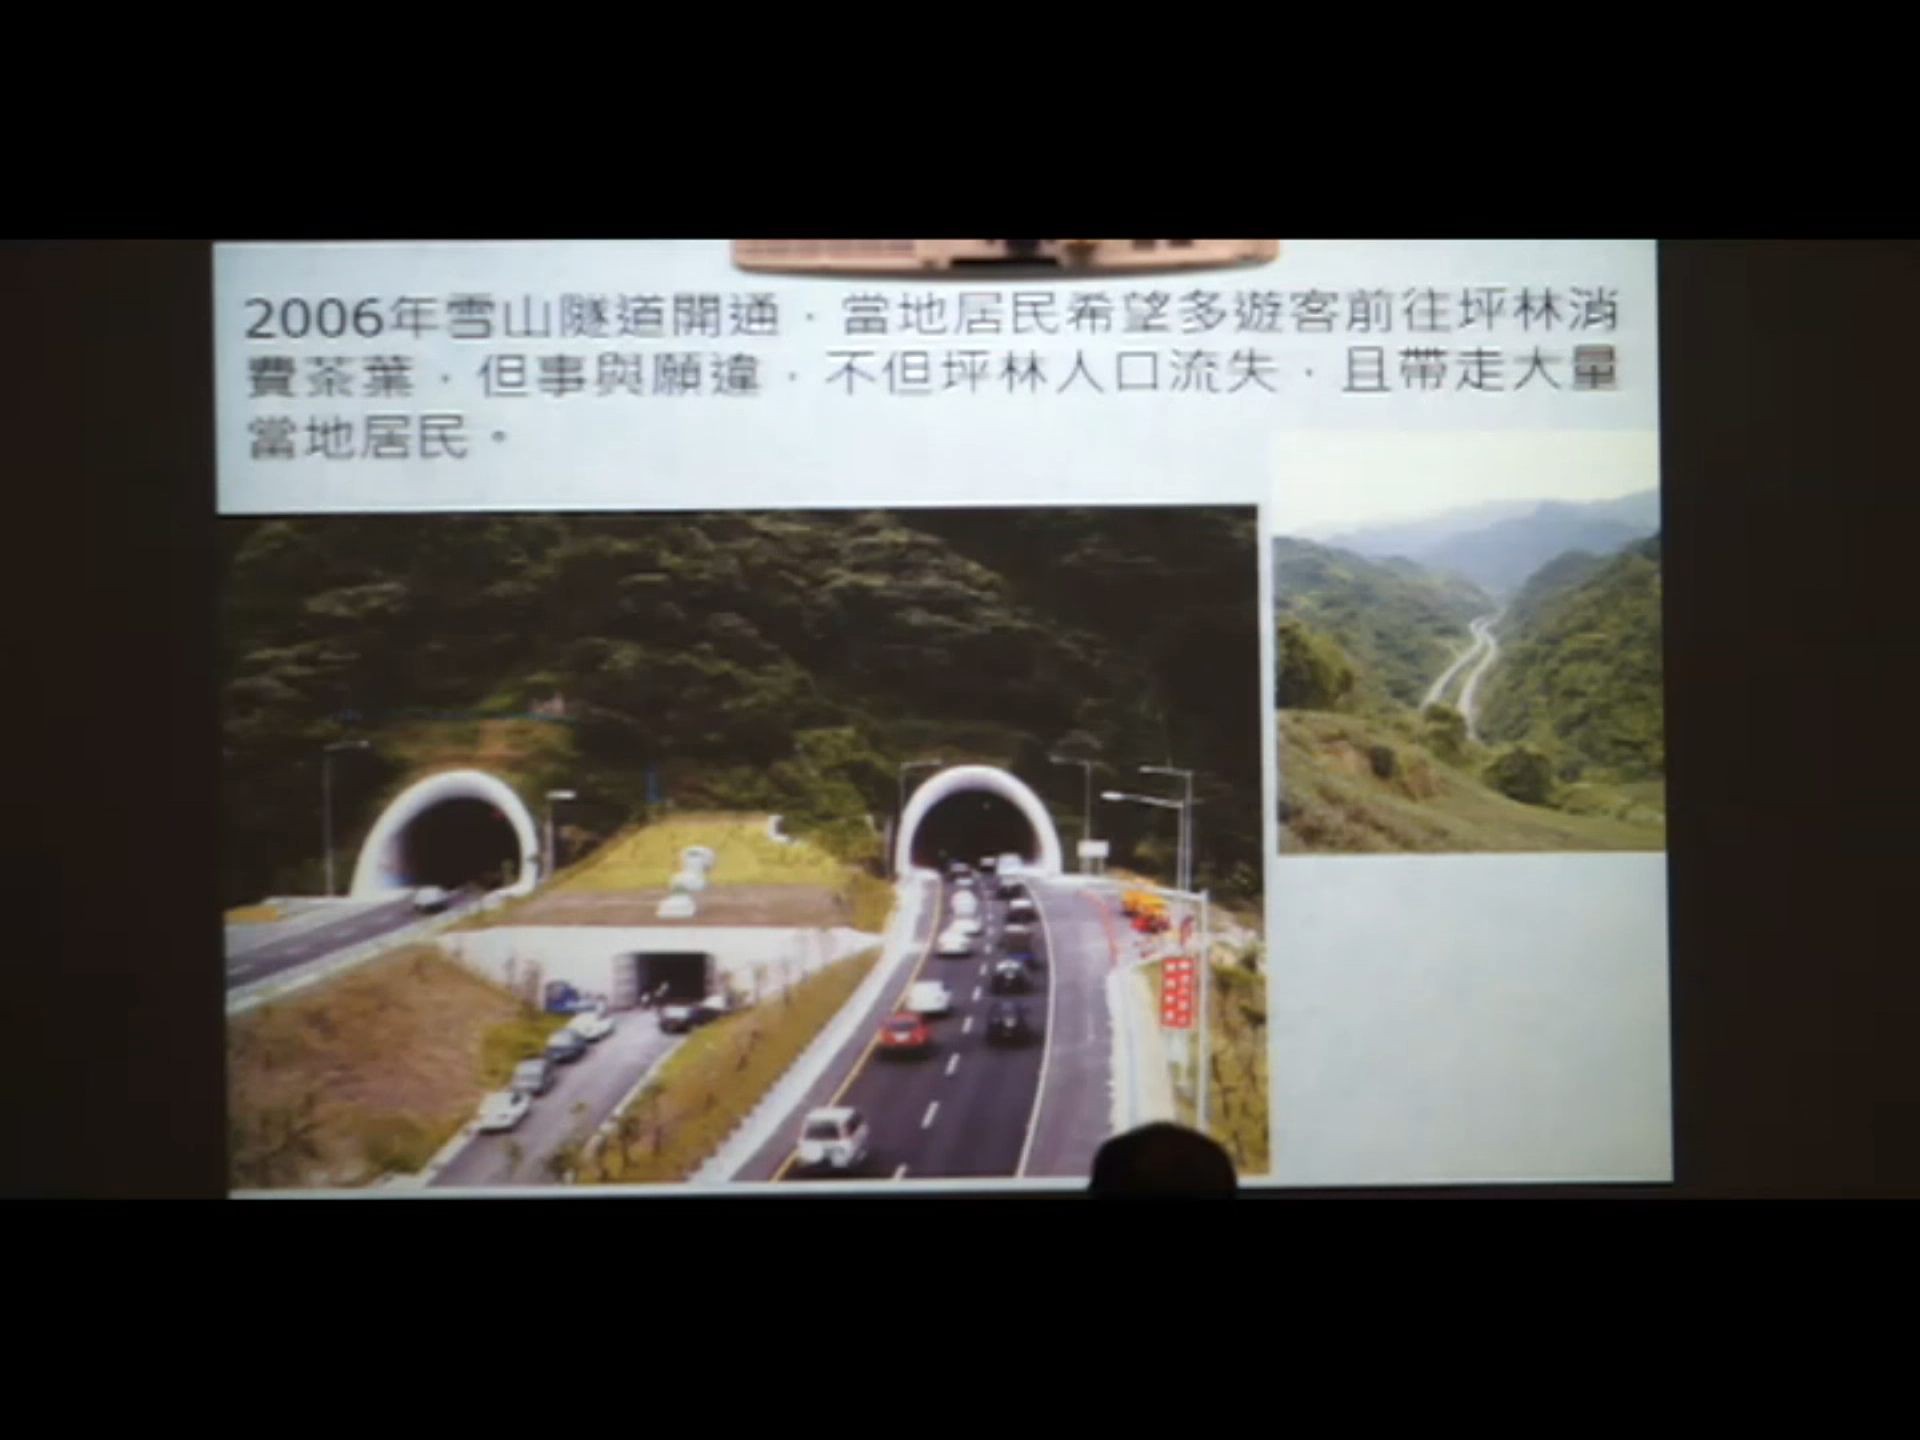 2006年雪山隧道開通，當地居民希望多遊客前往坪林消
費茶葉，但事與願違，不但坪林人口流失，且帶走大量
當地居民。